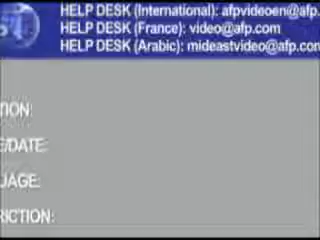 HELP DESK (International): afpvideoen@afp.
HELP DESK (France): video@afp.com
HELP DESK (Arabic): mideastvideo@afp.com
TION:
E/DATE:
UAGE:
RICTION: